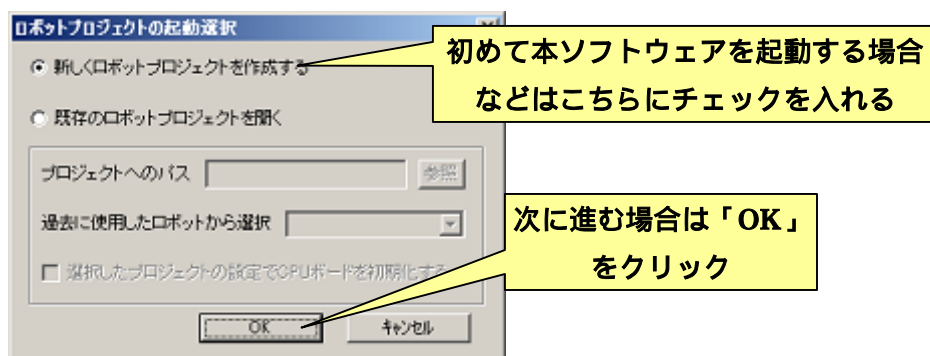 ロボットプロジェクトの起動選択
新しくロボットプロジェクトを作成する
初めて本ソフトウェアを起動する場合
などはこちらにチェックを入れる
既存のロボットプロジェクトを開く
プロジェクトへのパス
参照
過去に使用したロボットから選択
選択したプロジェクトの設定でCPUボードを初期化する
次に進む場合は「OK」
をクリック
OK
キャンセル